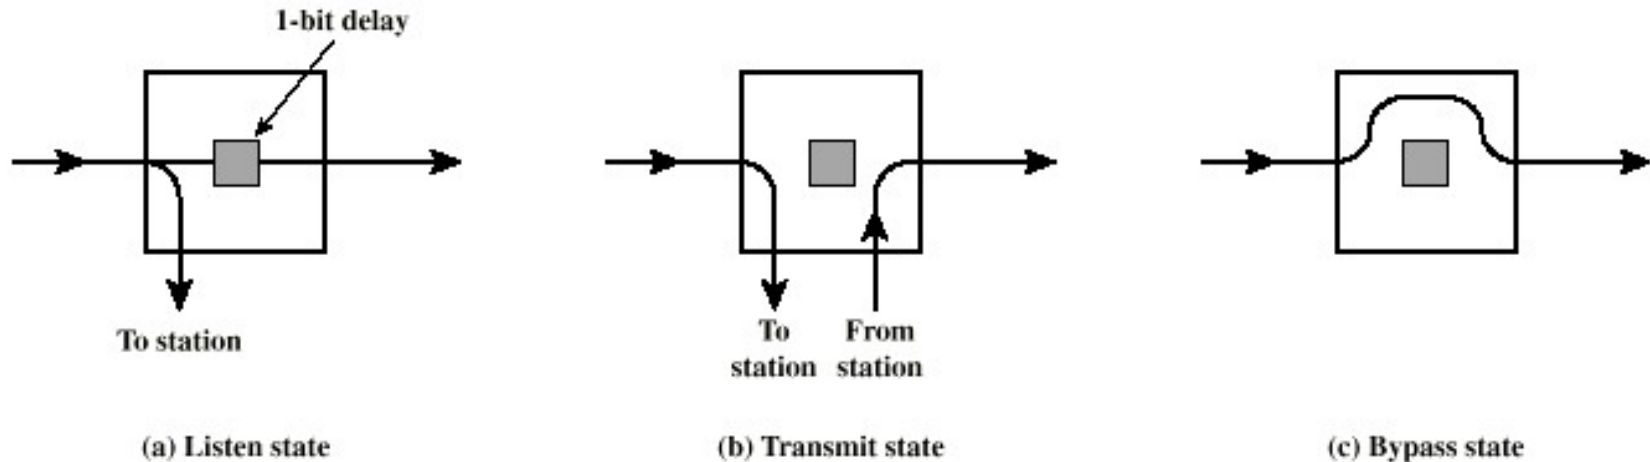 1-bit delay
To station
To
station
From
station
(a) Listen state
(b) Transmit state
(c) Bypass state